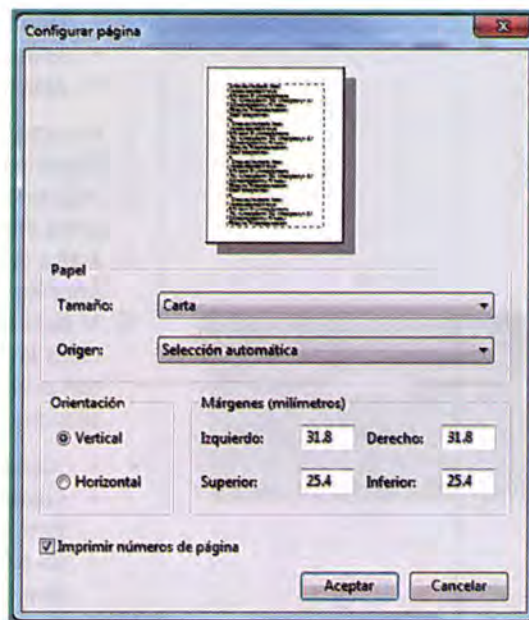 Configurar página
Papel
Tamaño: Carta
Origen: Selección automática
Orientación
Vertical
Horizontal
Márgenes (milímetros)
Izquierdo: 31.8 Derecho: 31.8
Superior: 25.4 Inferior: 25.4
Imprimir números de página
Aceptar Cancelar